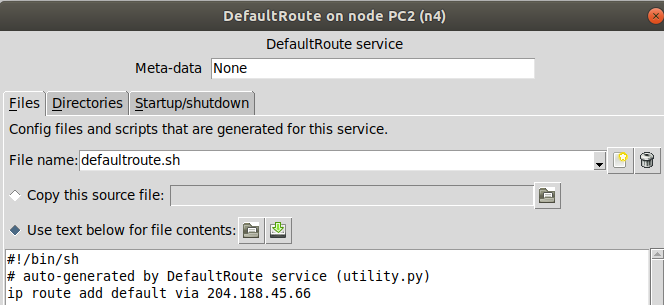 DefaultRoute on node PC2 (n4)
DefaultRoute service
Meta-data None
Files Directories Startup/shutdown
Config files and scripts that are generated for this service.
File name: defaultroute.sh
Copy this source file:
Use text below for file contents:
#!/bin/sh
# auto-generated by DefaultRoute service (utility.py)
ip route add default via 204.188.45.66